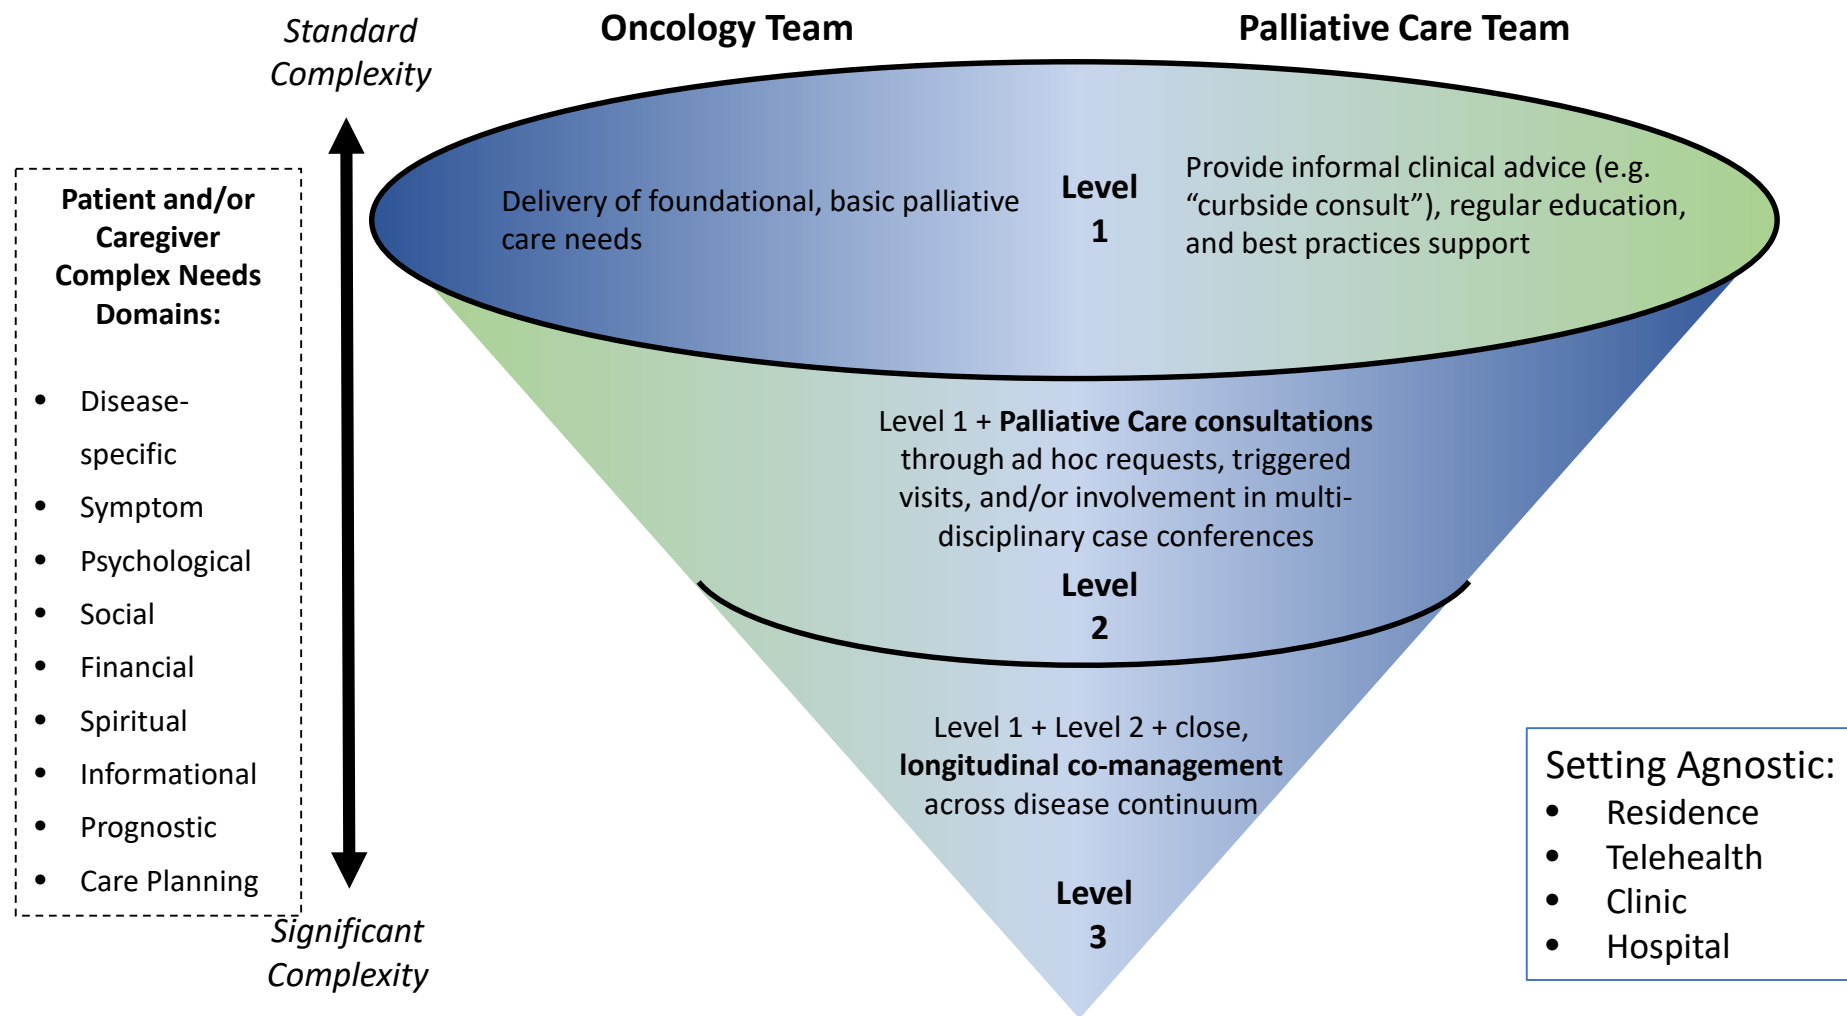 Standard
Complexity
Oncology Team
Palliative Care Team
Patient and/or
Caregiver
Complex Needs
Domains:
• Disease-
specific
• Symptom
• Psychological
• Social
• Financial
• Spiritual
• Informational
• Prognostic
• Care Planning
Significant
Complexity
Delivery of foundational, basic palliative
care needs
Level
1
Provide informal clinical advice (e.g.
“curbside consult”), regular education,
and best practices support
Level 1 + Palliative Care consultations
through ad hoc requests, triggered
visits, and/or involvement in multi-
disciplinary case conferences
Level
2
Level 1 + Level 2 + close,
longitudinal co-management
across disease continuum
Level
3
Setting Agnostic:
• Residence
• Telehealth
• Clinic
• Hospital